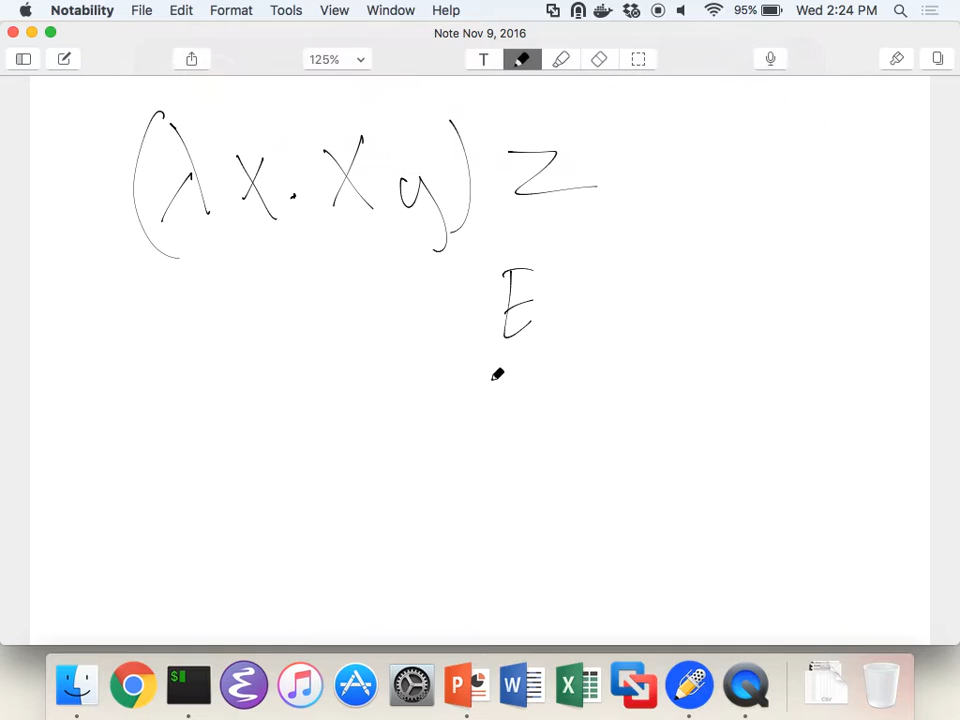 Notability File Edit Format Tools View Window Help 95% Wed 2:24 PM
Note Nov 9, 2016
125% T
(λx.xy) z
E
$
P W X
CSV